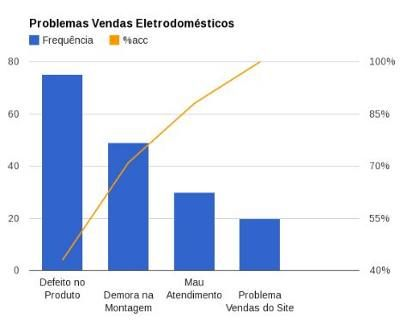 Problemas Vendas Eletrodomésticos
Frequência %acc
80 100%
60 85%
40 70%
20 55%
0 40%
Defeito no Produto
Demora na Montagem
Mau Atendimento
Problema Vendas do Site